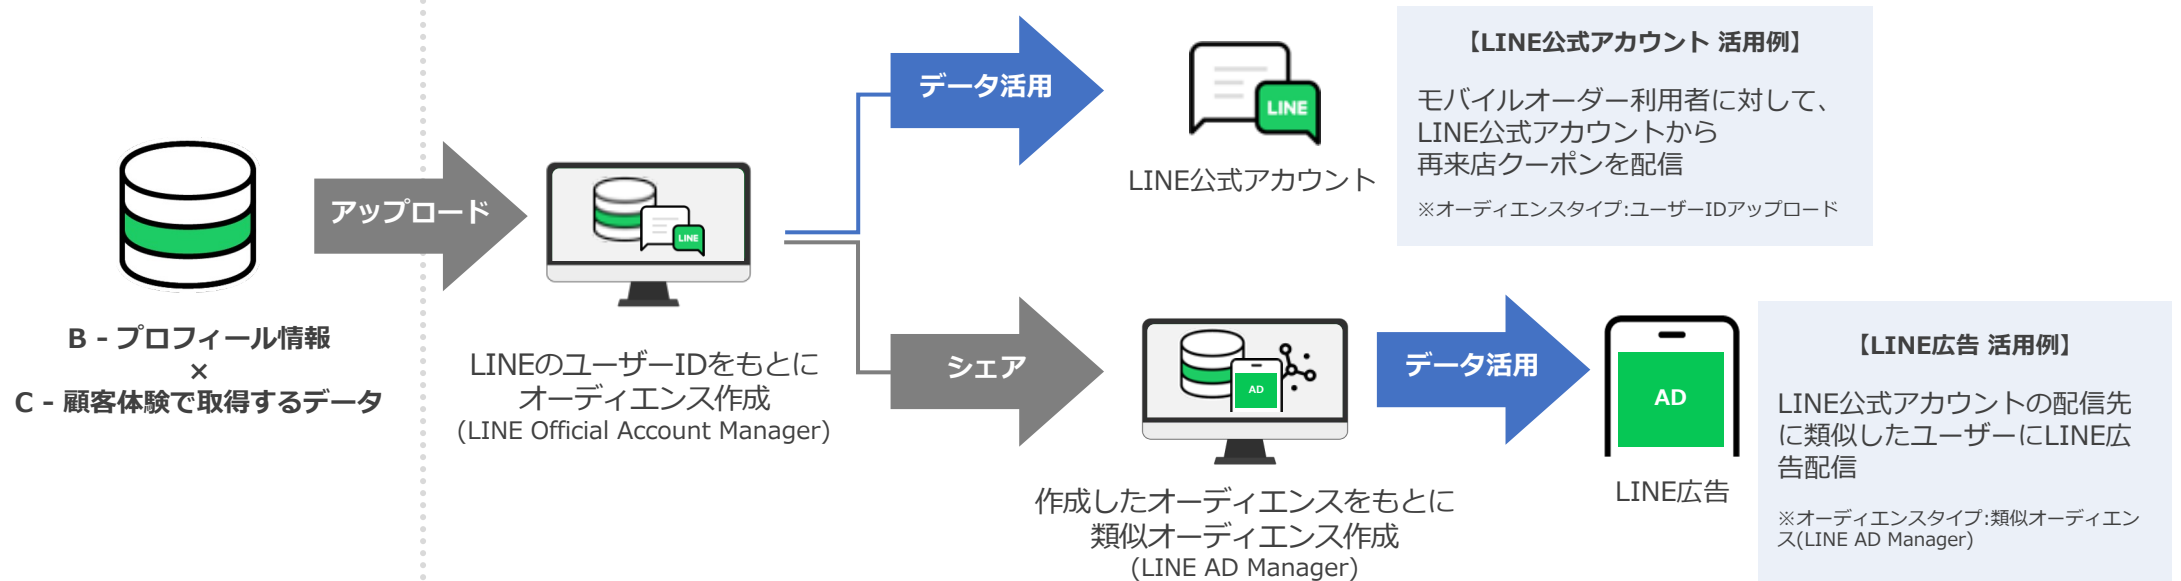 B - プロフィール情報
×
C - 顧客体験で取得するデータ
アップロード
LINE
LINEのユーザーIDをもとに
オーディエンス作成
(LINE Official Account Manager)
データ活用
LINE
LINE公式アカウント
【LINE公式アカウント 活用例】
モバイルオーダー利用者に対して、
LINE公式アカウントから
再来店クーポンを配信
※オーディエンスタイプ:ユーザーIDアップロード
シェア
AD
作成したオーディエンスをもとに
類似オーディエンス作成
(LINE AD Manager)
データ活用
AD
LINE広告
【LINE広告 活用例】
LINE公式アカウントの配信先
に類似したユーザーにLINE広
告配信
※オーディエンスタイプ:類似オーディエン
ス(LINE AD Manager)